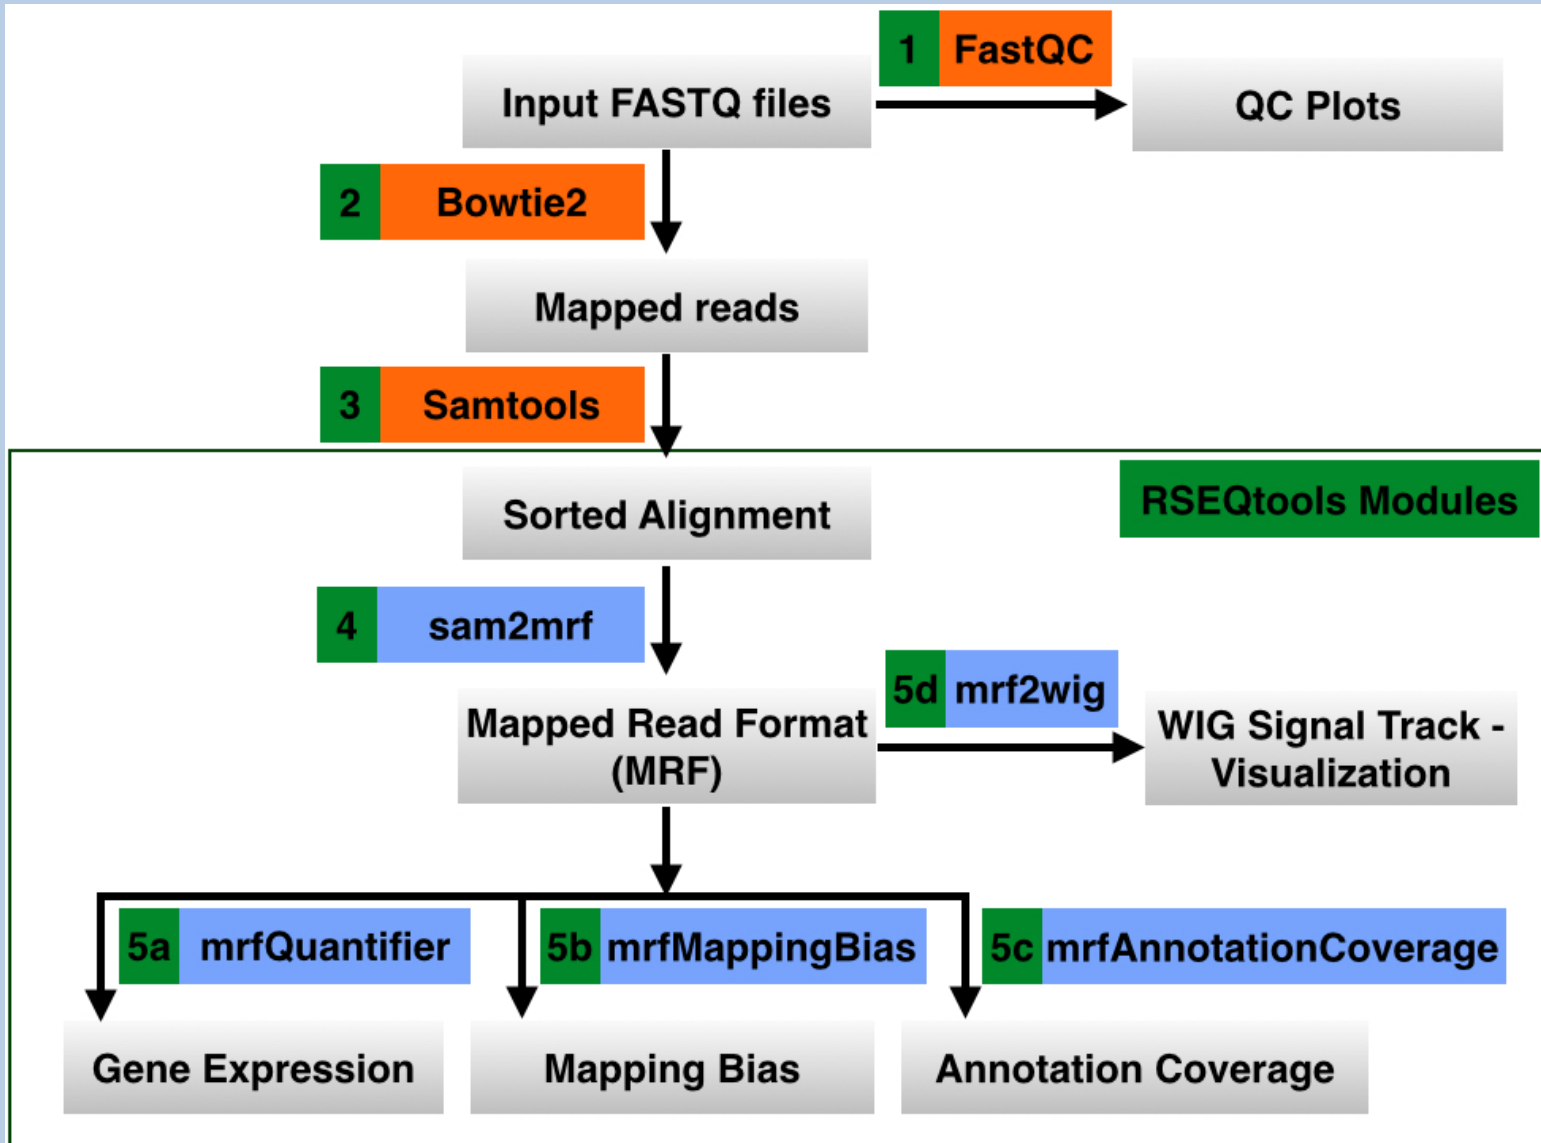 1 FastQC
Input FASTQ files
QC Plots
2 Bowtie2
Mapped reads
3 Samtools
Sorted Alignment
RSEQtools Modules
4 sam2mrf
5d mrf2wig
Mapped Read Format
(MRF)
WIG Signal Track -
Visualization
5a mrfQuantifier
5b mrfMappingBias
5c mrfAnnotationCoverage
Gene Expression
Mapping Bias
Annotation Coverage